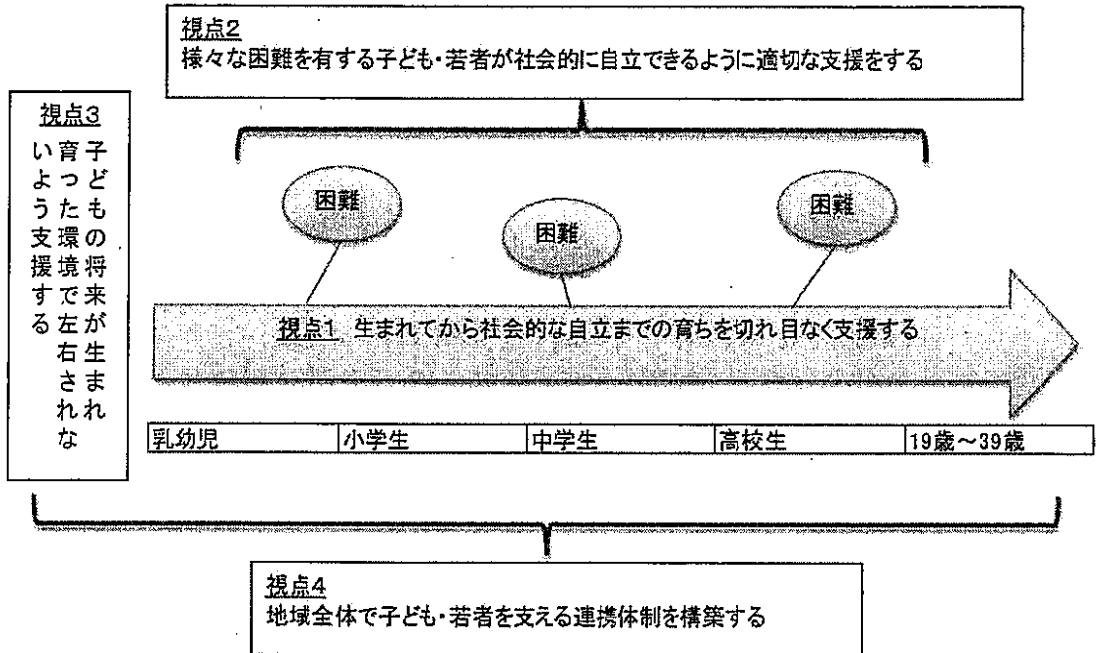 視点2
様々な困難を有する子ども・若者が社会的に自立できるように適切な支援をする
視点3
子どもの将来が生まれ
育った環境で左右されな
いよう支援する
困難
困難
困難
視点1 生まれてから社会的な自立までの育ちを切れ目なく支援する
乳幼児 小学生 中学生 高校生 19歳～39歳
視点4
地域全体で子ども・若者を支える連携体制を構築する